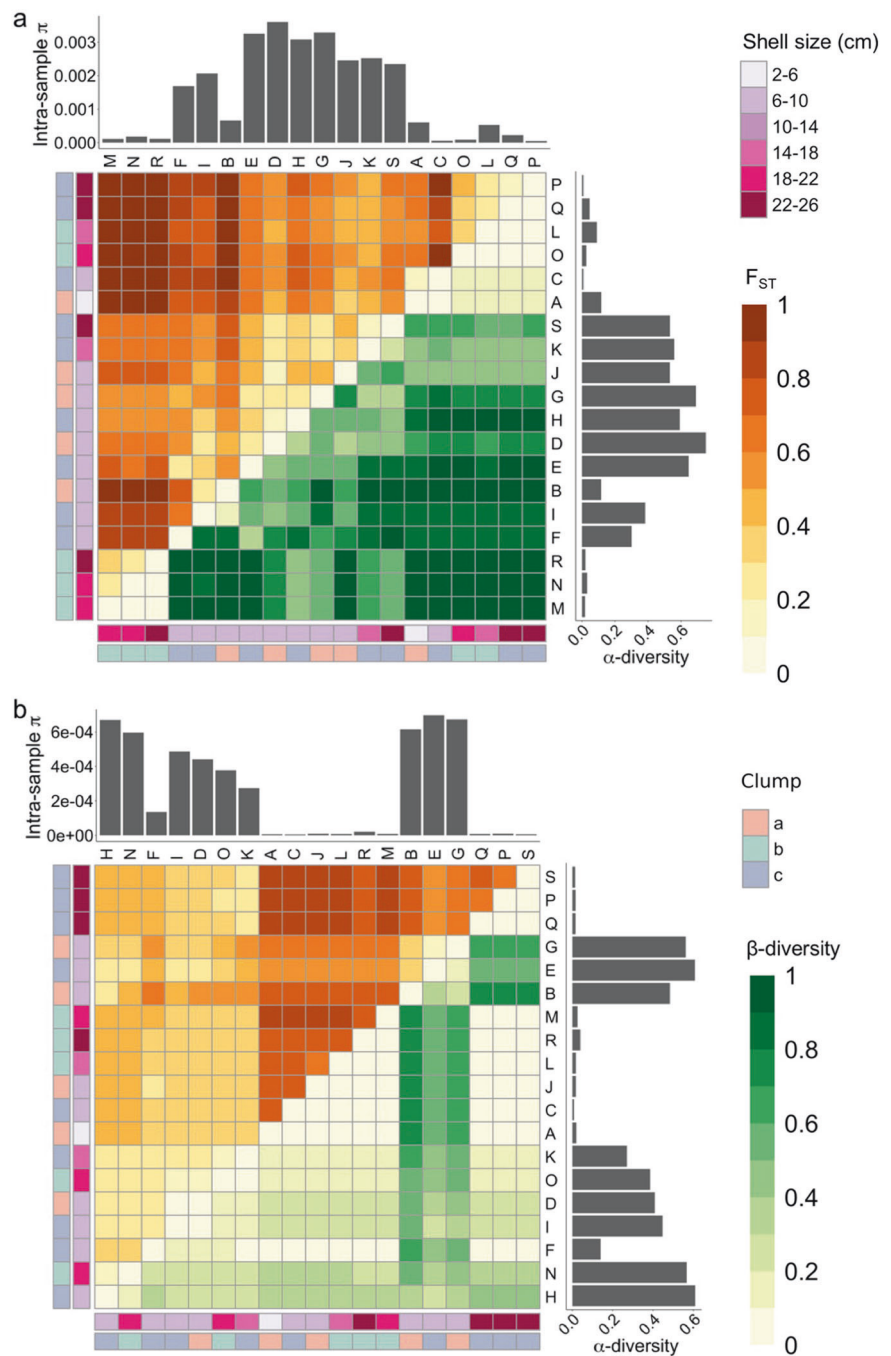 a
Intra-sample π
0.003
0.002
0.001
0.000
M N R F I B E D H G J K S A C O L Q P
P
Q
L
O
C
A
S
K
J
G
H
D
E
B
I
F
R
N
M
0.0 0.2 0.4 0.6
α-diversity
Shell size (cm)
2-6
6-10
10-14
14-18
18-22
22-26
FST
1
0.8
0.6
0.4
0.2
0
b
Intra-sample π
6e-04
4e-04
2e-04
0e+00
H N F I D O K A C J L R M B E G Q P S
S
P
Q
G
E
B
M
R
L
J
C
A
K
O
D
I
F
N
H
0.0 0.2 0.4 0.6
α-diversity
Clump
a
b
c
β-diversity
1
0.8
0.6
0.4
0.2
0